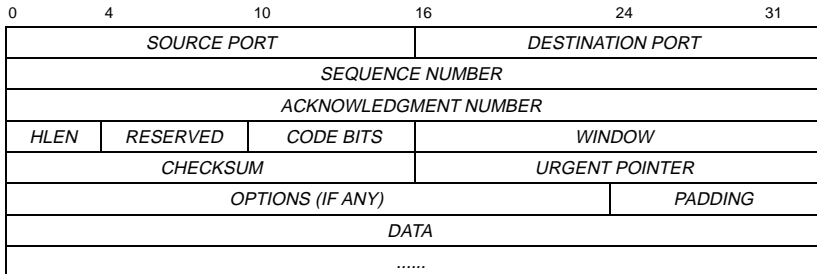 0 4 10 16 24 31
SOURCE PORT DESTINATION PORT
SEQUENCE NUMBER
ACKNOWLEDGMENT NUMBER
HLEN RESERVED CODE BITS WINDOW
CHECKSUM URGENT POINTER
OPTIONS (IF ANY) PADDING
DATA
......